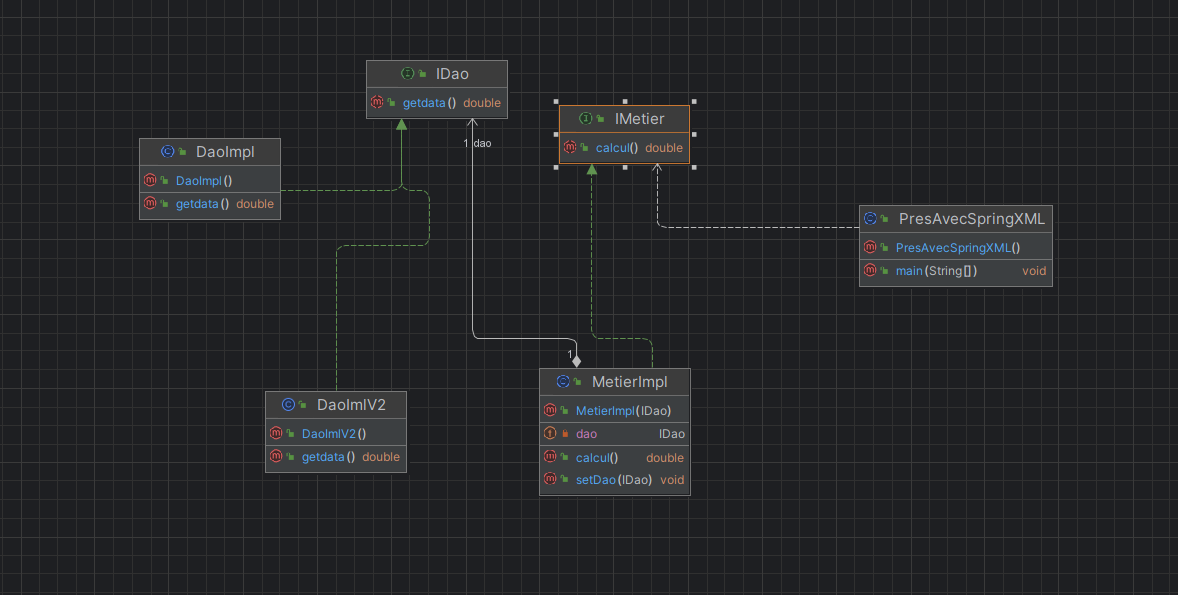 IDao
getdata() double
1 dao
IMetier
calcul() double
DaoImpl
DaoImpl()
getdata() double
PresAvecSpringXML
PresAvecSpringXML()
main(String[]) void
1
MetierImpl
MetierImpl(IDao)
dao IDao
calcul() double
setDao(IDao) void
DaoImlV2
DaoImlV2()
getdata() double